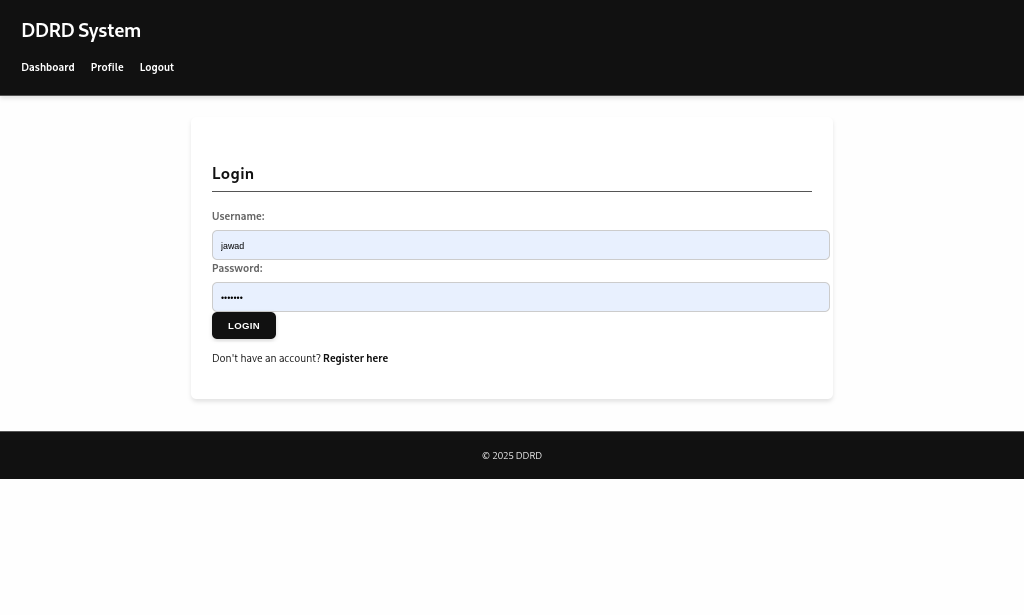 DDRD System
Dashboard Profile Logout
Login
Username:
jawad
Password:
•••••••
LOGIN
Don't have an account? Register here
© 2025 DDRD